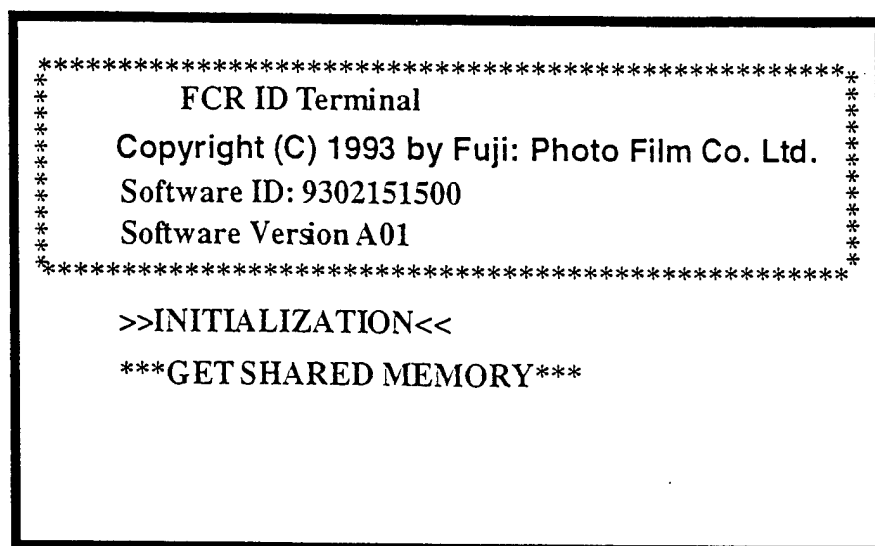 ***************************************************
FCR ID Terminal
Copyright (C) 1993 by Fuji: Photo Film Co. Ltd.
Software ID: 9302151500
Software Version A01
***************************************************
>>INITIALIZATION<<
***GET SHARED MEMORY***